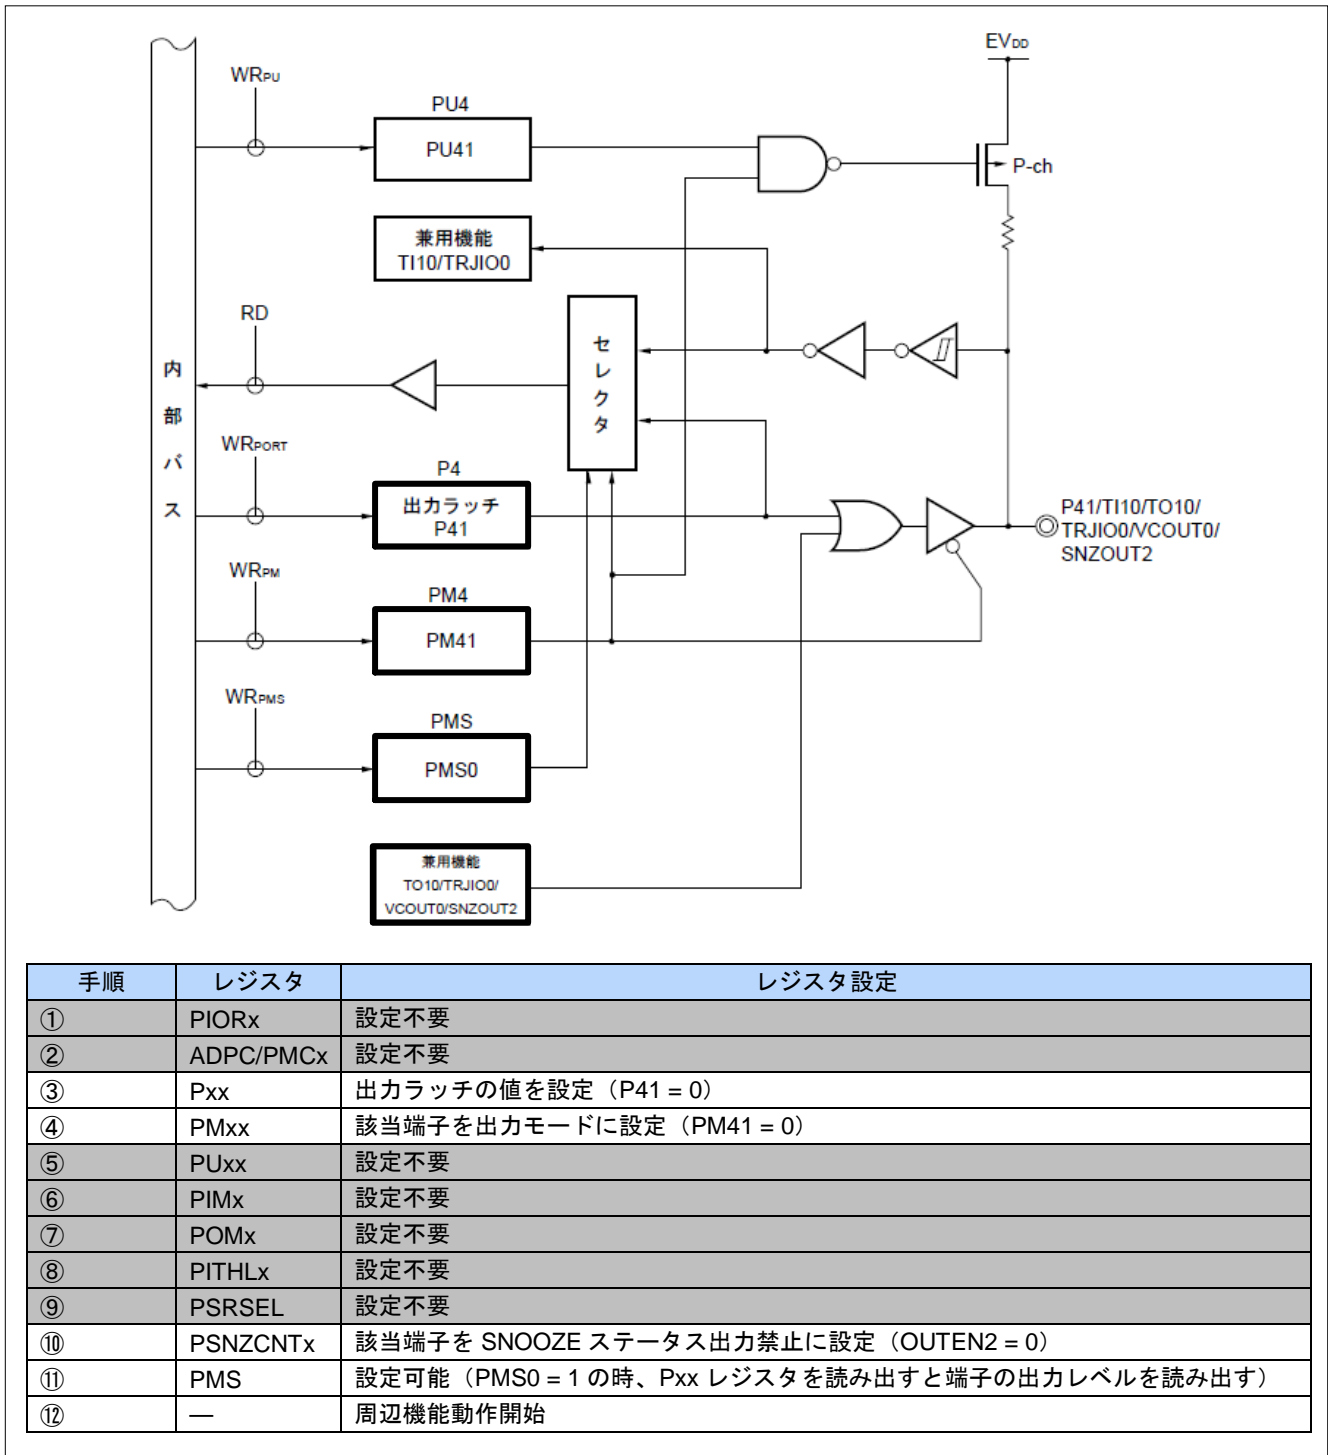 EVDD
WRPU
PU4
PU41
P-ch
兼用機能
TI10/TRJIO0
RD
セレクタ
内部バス
WRPORT
P4
出力ラッチ
P41
P41/TI10/TO10/
TRJIO0/VCOUT0/
SNZOUT2
WRPM
PM4
PM41
WRPMS
PMS
PMS0
兼用機能
TO10/TRJIO0/
VCOUT0/SNZOUT2
手順 レジスタ レジスタ設定
① PIORx 設定不要
② ADPC/PMCx 設定不要
③ Pxx 出力ラッチの値を設定（P41 = 0）
④ PMxx 該当端子を出力モードに設定（PM41 = 0）
⑤ PUxx 設定不要
⑥ PIMx 設定不要
⑦ POMx 設定不要
⑧ PITHLx 設定不要
⑨ PSRSEL 設定不要
⑩ PSNZCNTx 該当端子を SNOOZE ステータス出力禁止に設定（OUTEN2 = 0）
⑪ PMS 設定可能（PMS0 = 1 の時、Pxx レジスタを読み出すと端子の出力レベルを読み出す）
⑫ — 周辺機能動作開始